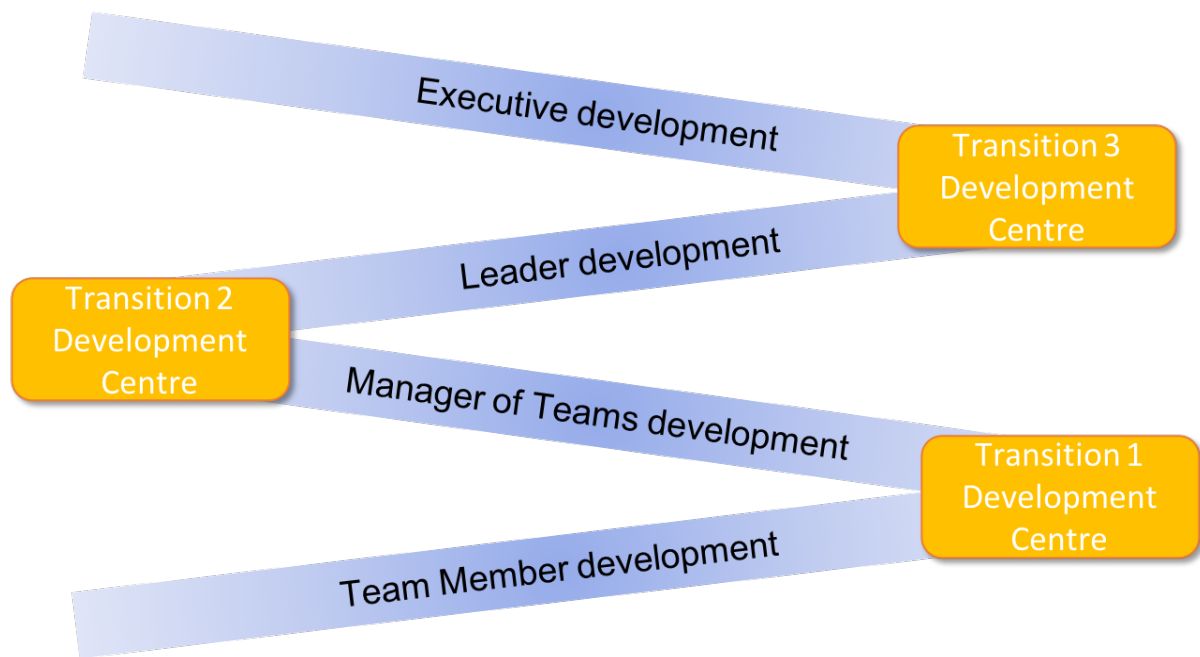 Executive development
Transition 3
Development
Centre
Leader development
Transition 2
Development
Centre
Manager of Teams development
Transition 1
Development
Centre
Team Member development